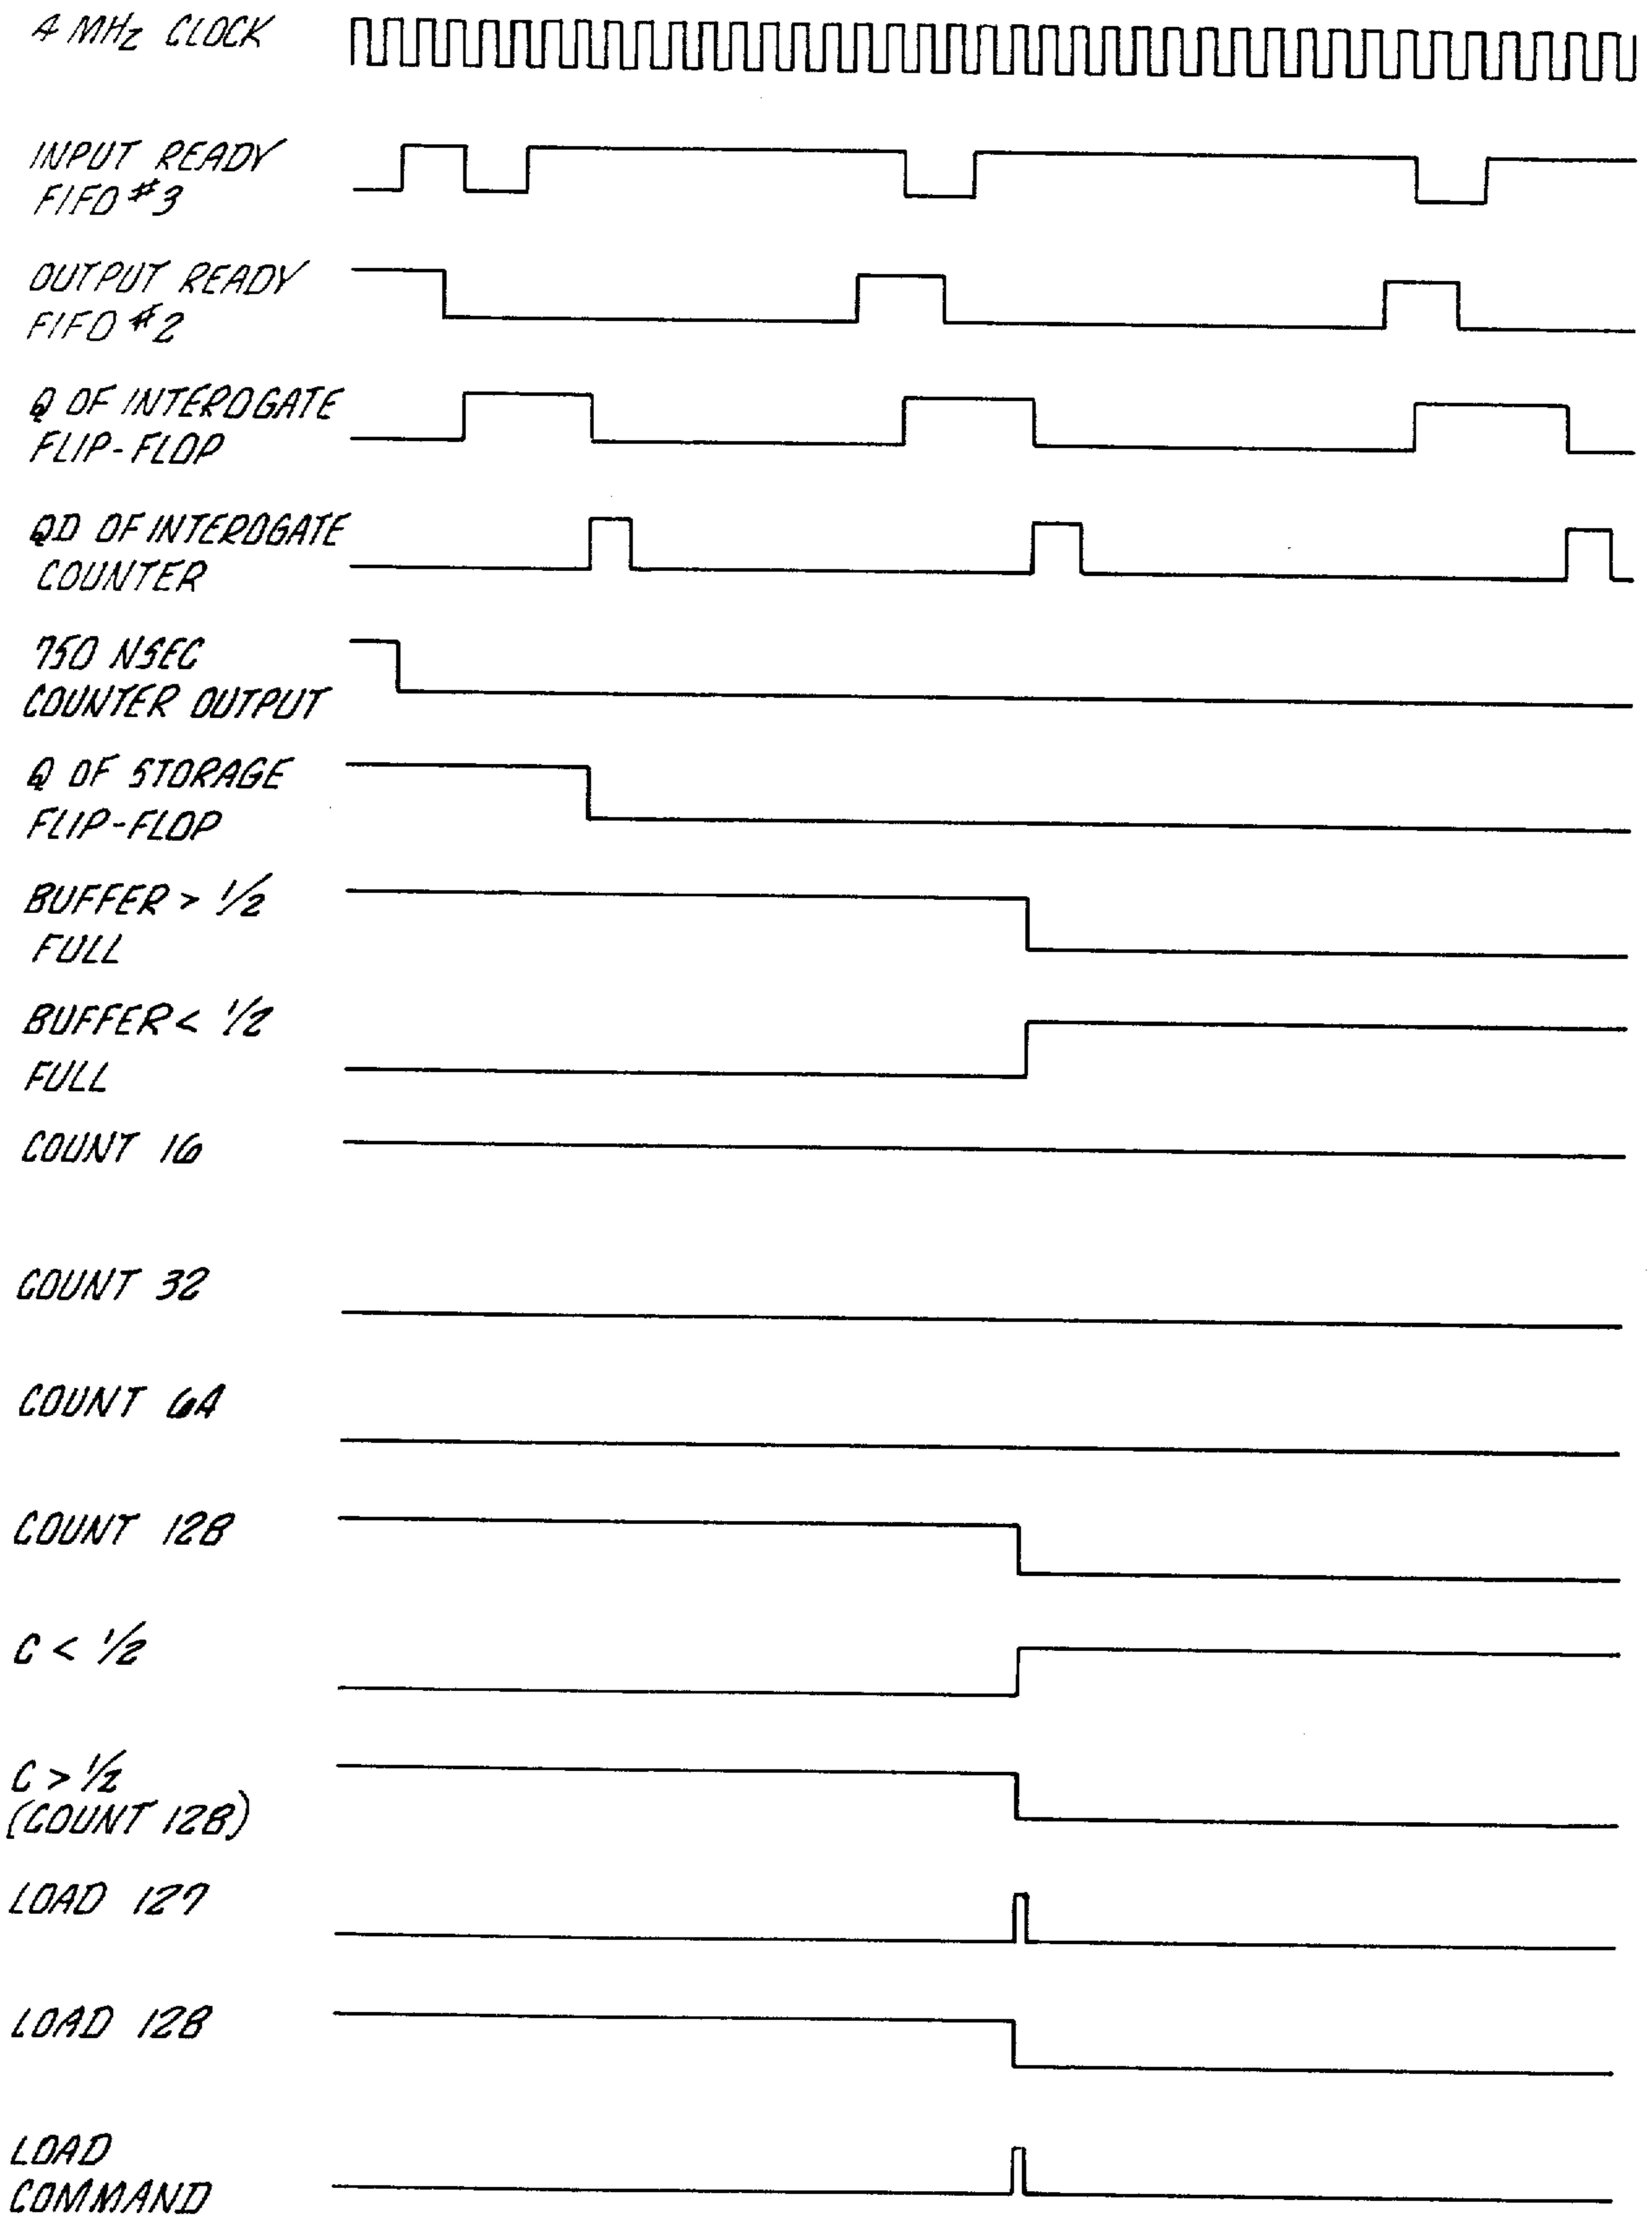 4 MHz CLOCK
INPUT READY
FIFO #3
OUTPUT READY
FIFO #2
Q OF INTEROGATE
FLIP-FLOP
QD OF INTEROGATE
COUNTER
750 NSEC
COUNTER OUTPUT
Q OF STORAGE
FLIP-FLOP
BUFFER > 1/2
FULL
BUFFER < 1/2
FULL
COUNT 16
COUNT 32
COUNT 64
COUNT 128
C < 1/2
C > 1/2
(COUNT 128)
LOAD 127
LOAD 128
LOAD
COMMAND